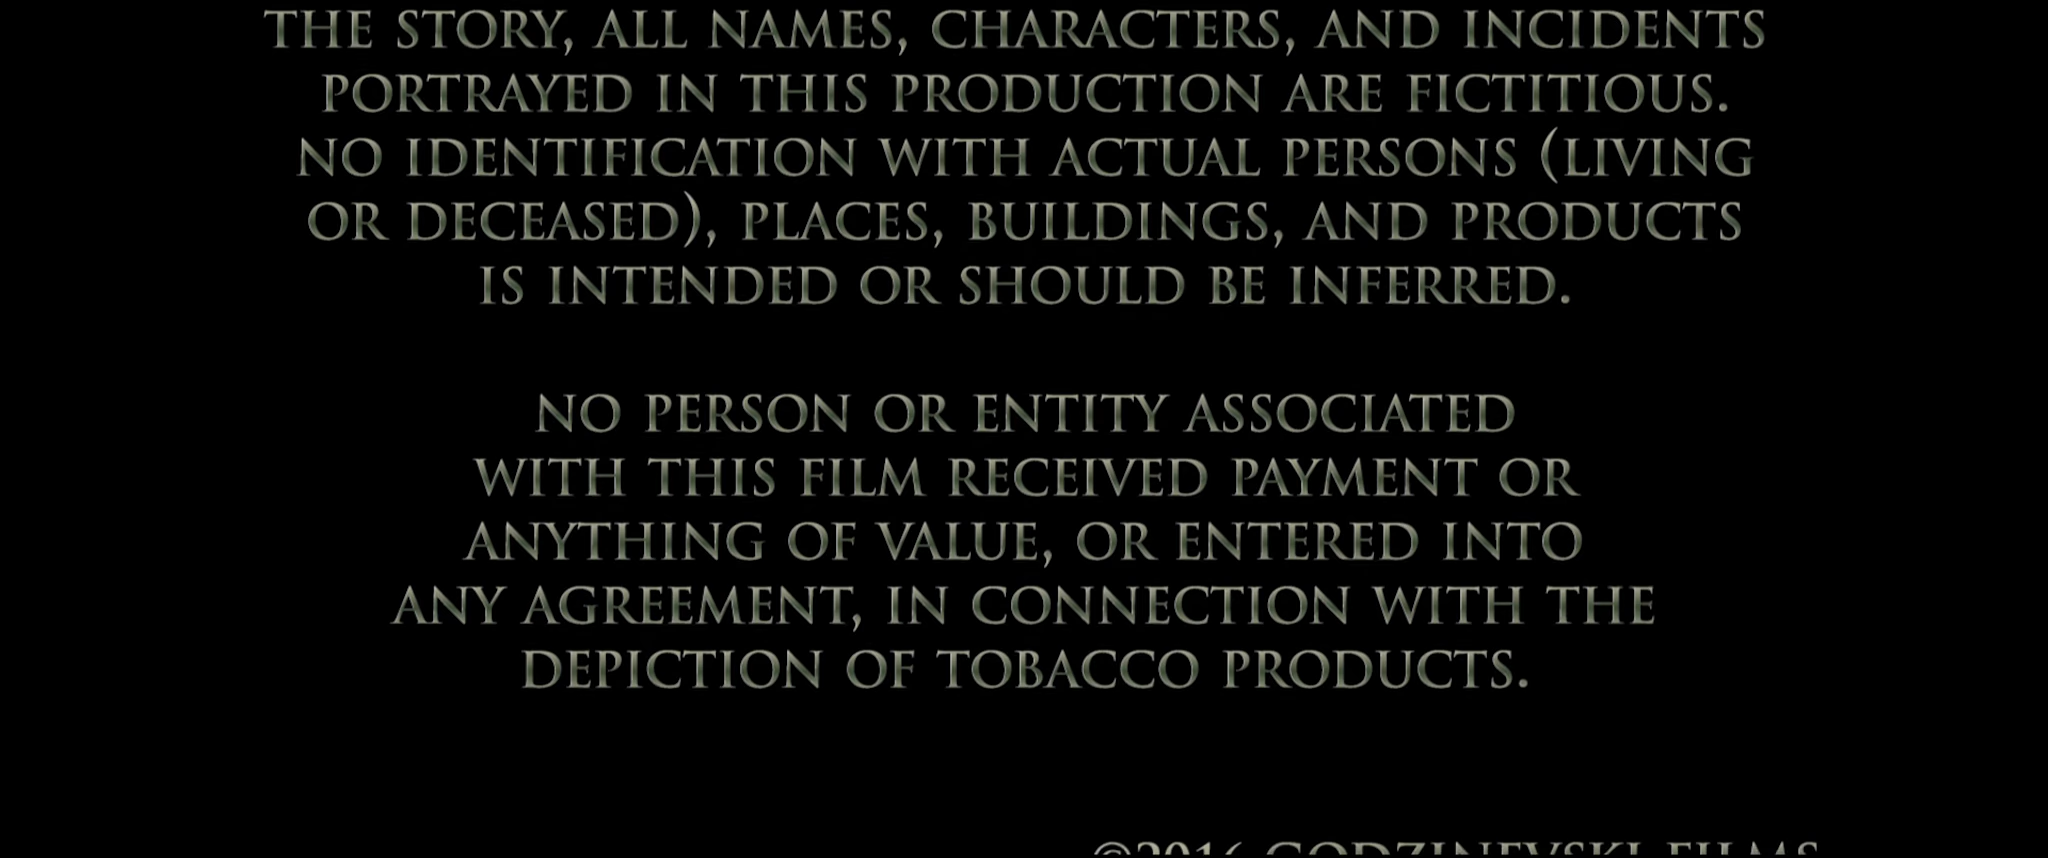 THE STORY, ALL NAMES, CHARACTERS, AND INCIDENTS
PORTRAYED IN THIS PRODUCTION ARE FICTITIOUS.
NO IDENTIFICATION WITH ACTUAL PERSONS (LIVING
OR DECEASED), PLACES, BUILDINGS, AND PRODUCTS
IS INTENDED OR SHOULD BE INFERRED.
NO PERSON OR ENTITY ASSOCIATED
WITH THIS FILM RECEIVED PAYMENT OR
ANYTHING OF VALUE, OR ENTERED INTO
ANY AGREEMENT, IN CONNECTION WITH THE
DEPICTION OF TOBACCO PRODUCTS.
©2016 GODZINEVSKI FILMS